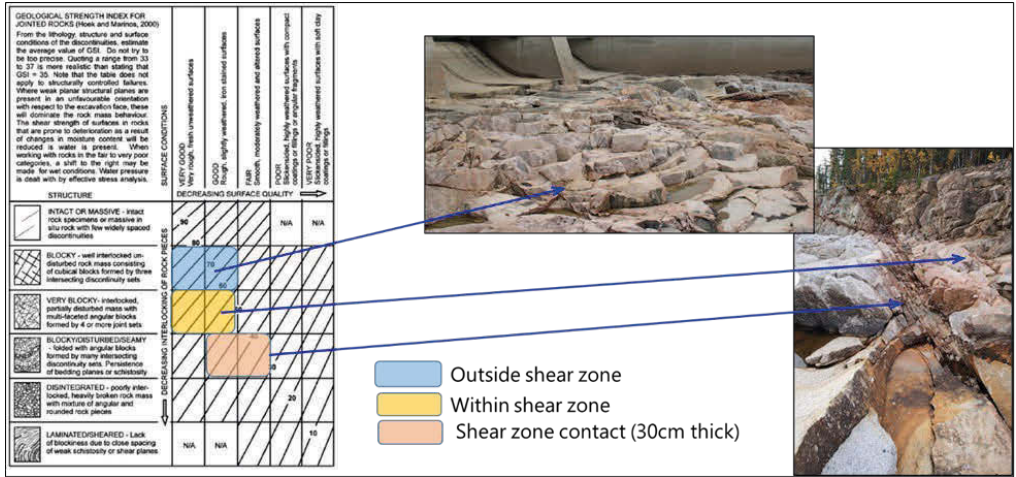 GEOLOGICAL STRENGTH INDEX FOR
JOINTED ROCKS (Hoek and Marinos, 2000)
From the lithology, structure and surface
conditions of the discontinuities, estimate
the average value of GSI. Do not try to
be too precise. Quoting a range from 33
to 37 is more realistic than stating that
GSI = 35. Note that the table does not
apply to structurally controlled failures.
Where weak planar structural planes are
present in an unfavourable orientation
with respect to the excavation face, these
will dominate the rock mass behaviour.
The shear strength of surfaces in rocks
that are prone to deterioration as a result
of changes in moisture content will be
reduced is water is present. When
working with rocks in the fair to very poor
categories, a shift to the right may be
made for wet conditions. Water pressure
is dealt with by effective stress analysis.
SURFACE CONDITIONS
VERY GOOD
Very rough, fresh unweathered surfaces
GOOD
Rough, slightly weathered, iron stained surfaces
FAIR
Smooth, moderately weathered and altered surfaces
POOR
Slickensided, highly weathered surfaces with compact
coatings or fillings or angular fragments
VERY POOR
Slickensided, highly weathered surfaces with soft clay
coatings or fillings
STRUCTURE
DECREASING SURFACE QUALITY
DECREASING INTERLOCKING OF ROCK PIECES
INTACT OR MASSIVE - intact
rock specimens or massive in
situ rock with few widely spaced
discontinuities
90
80
N/A
N/A
BLOCKY - well interlocked un-
disturbed rock mass consisting
of cubical blocks formed by three
intersecting discontinuity sets
70
60
VERY BLOCKY- interlocked,
partially disturbed mass with
multi-faceted angular blocks
formed by 4 or more joint sets
BLOCKY/DISTURBED/SEAMY
- folded with angular blocks
formed by many intersecting
discontinuity sets. Persistence
of bedding planes or schistosity
40
30
DISINTEGRATED - poorly inter-
locked, heavily broken rock mass
with mixture of angular and
rounded rock pieces
20
LAMINATED/SHEARED - Lack
of blockiness due to close spacing
of weak schistosity or shear planes
N/A
N/A
10
Outside shear zone
Within shear zone
Shear zone contact (30cm thick)